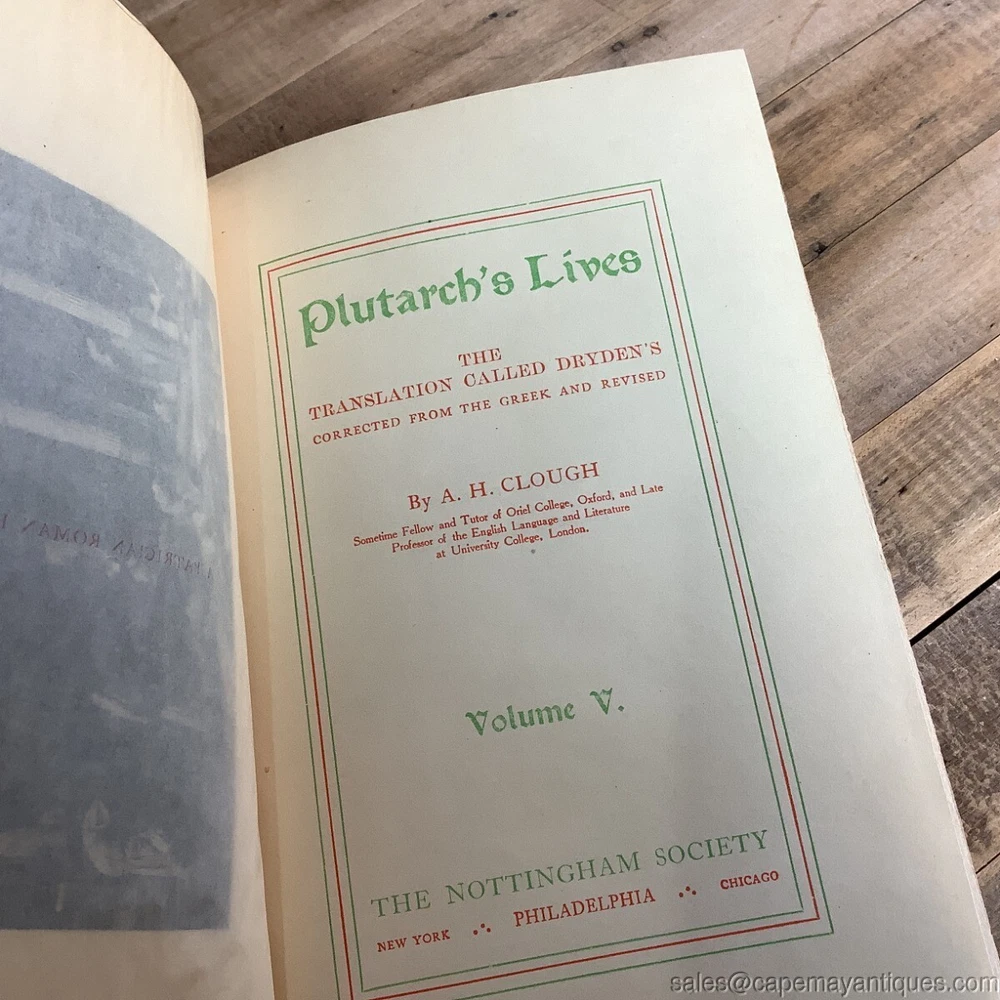 A PATRICIAN ROMAN
Plutarch's Lives
THE
TRANSLATION CALLED DRYDEN'S
CORRECTED FROM THE GREEK AND REVISED
By A. H. CLOUGH
Sometime Fellow and Tutor of Oriel College, Oxford, and Late
Professor of the English Language and Literature
at University College, London.
Volume V.
THE NOTTINGHAM SOCIETY
NEW YORK ∴ PHILADELPHIA ∴ CHICAGO
sales@capemayantiques.com